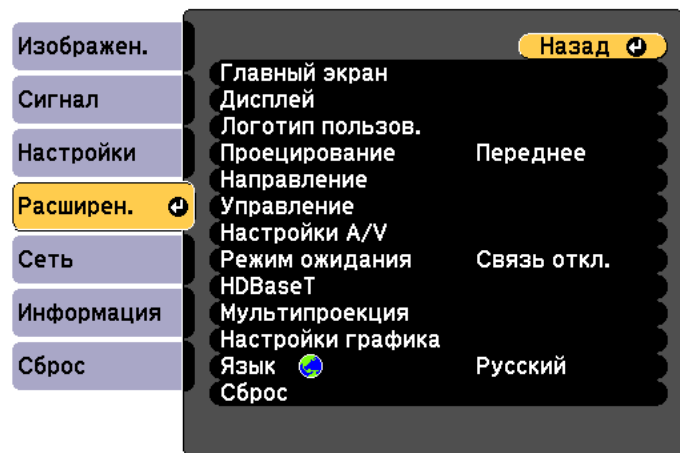 Изображен.
Сигнал
Настройки
Расширен.
Сеть
Информация
Сброс
Назад
Главный экран
Дисплей
Логотип пользов.
Проецирование Переднее
Направление
Управление
Настройки A/V
Режим ожидания Связь откл.
HDBaseT
Мультипроекция
Настройки графика
Язык Русский
Сброс